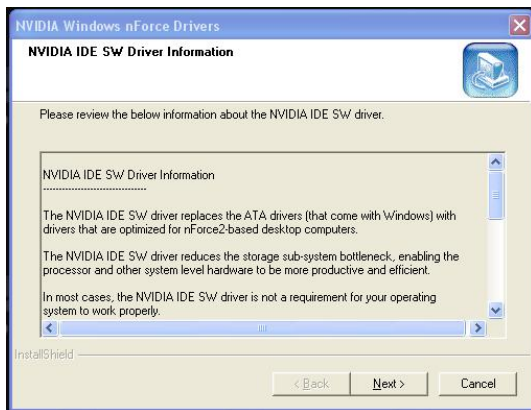 NVIDIA Windows nForce Drivers
NVIDIA IDE SW Driver Information
Please review the below information about the NVIDIA IDE SW driver.
NVIDIA IDE SW Driver Information
--------------------------------
The NVIDIA IDE SW driver replaces the ATA drivers (that come with Windows) with
drivers that are optimized for nForce2-based desktop computers.
The NVIDIA IDE SW driver reduces the storage sub-system bottleneck, enabling the
processor and other system level hardware to be more productive and efficient.
In most cases, the NVIDIA IDE SW driver is not a requirement for your operating
system to work properly.
InstallShield
< Back Next > Cancel